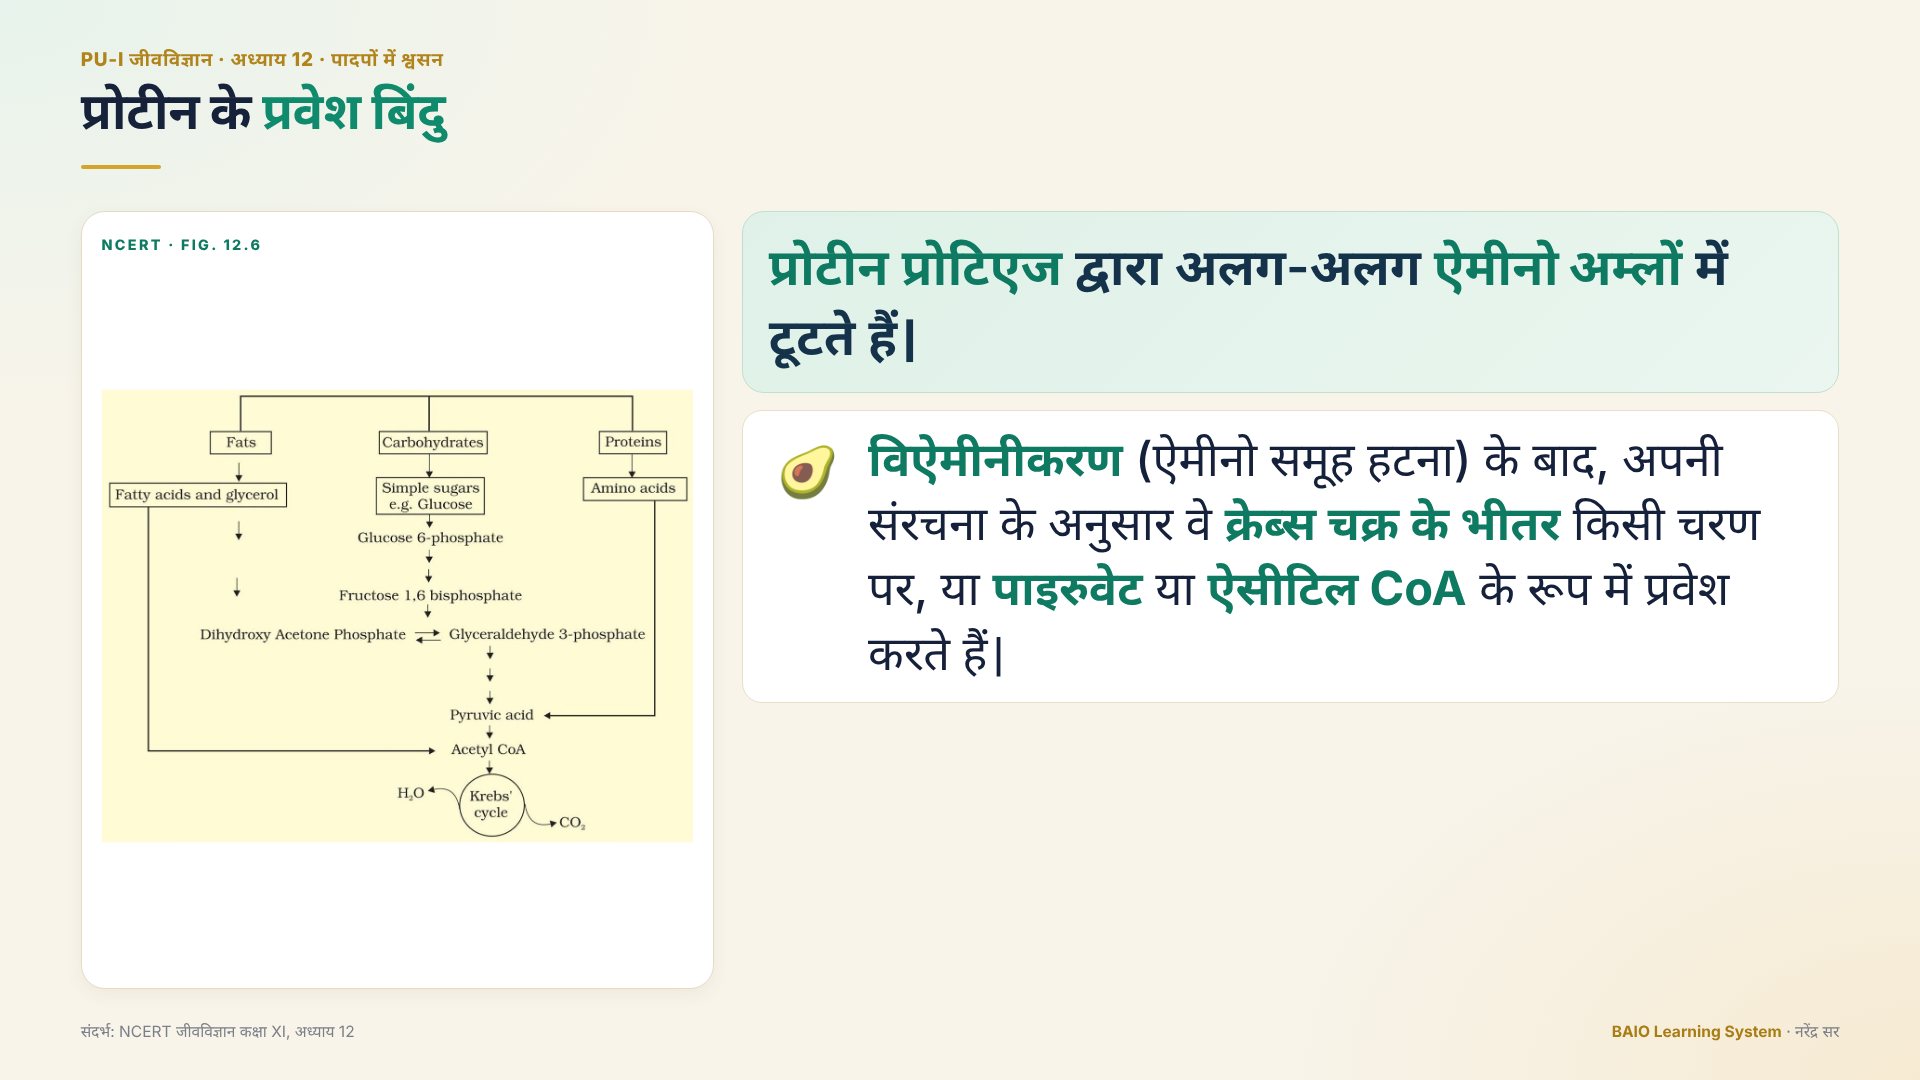 PU-I जीवविज्ञान · अध्याय 12 · पादपों में श्वसन
प्रोटीन के प्रवेश बिंदु
NCERT · FIG. 12.6
Fats
Carbohydrates
Proteins
Fatty acids and glycerol
Simple sugars
e.g. Glucose
Amino acids
Glucose 6-phosphate
Fructose 1,6 bisphosphate
Dihydroxy Acetone Phosphate
Glyceraldehyde 3-phosphate
Pyruvic acid
Acetyl CoA
H₂O
Krebs'
cycle
CO₂
प्रोटीन प्रोटिएज द्वारा अलग-अलग ऐमीनो अम्लों में
टूटते हैं|
विऐमीनीकरण (ऐमीनो समूह हटना) के बाद, अपनी
संरचना के अनुसार वे क्रेब्स चक्र के भीतर किसी चरण
पर, या पाइरुवेट या ऐसीटिल CoA के रूप में प्रवेश
करते हैं|
संदर्भ: NCERT जीवविज्ञान कक्षा XI, अध्याय 12
BAIO Learning System · नरेंद्र सर